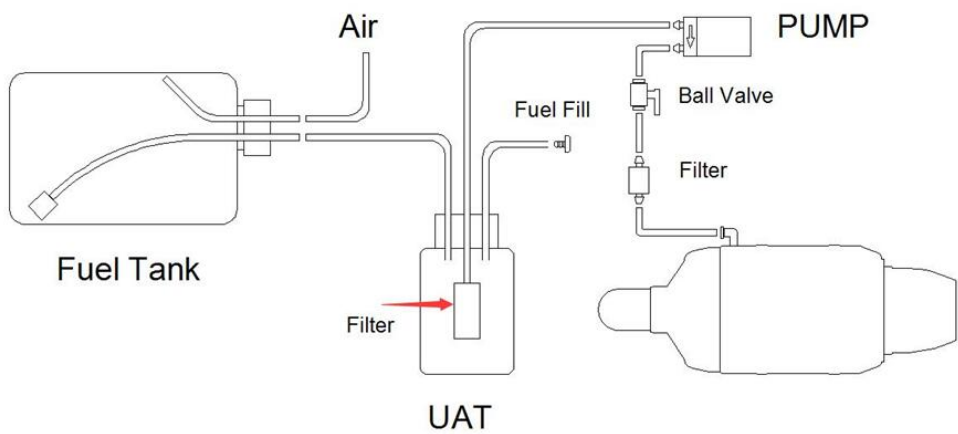 Air
PUMP
Ball Valve
Fuel Fill
Filter
Fuel Tank
Filter
UAT